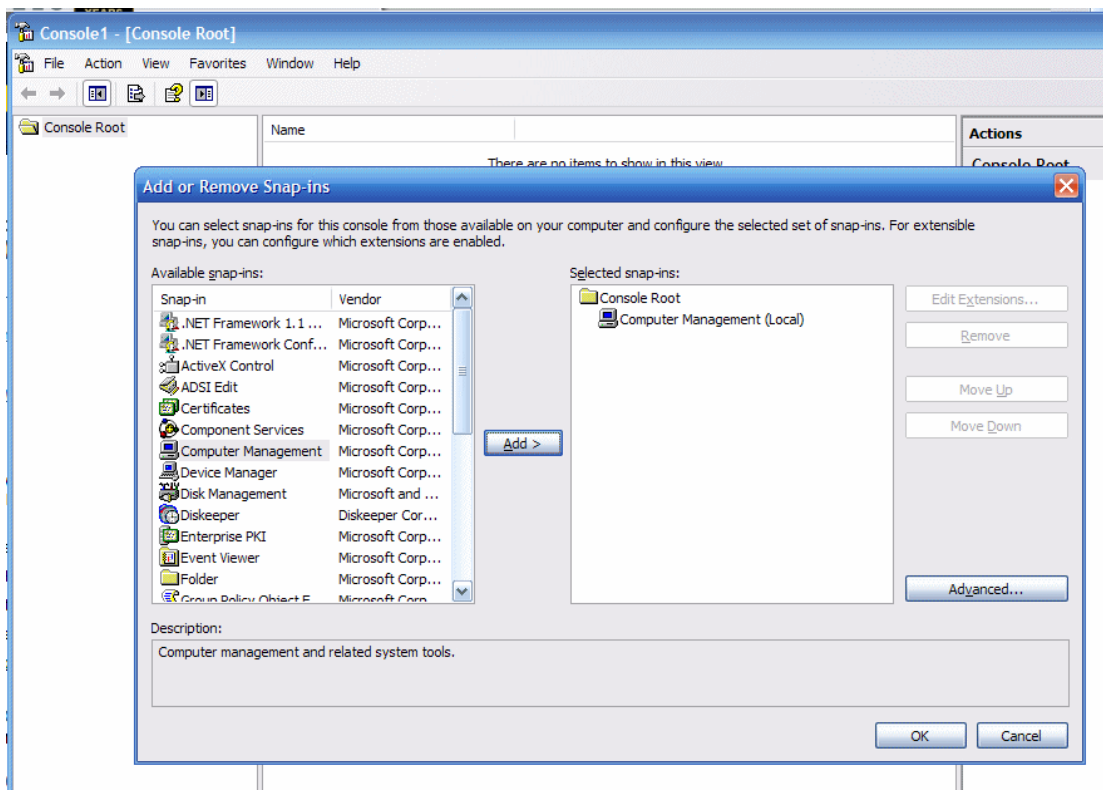 YEARS
Console1 - [Console Root]
File Action View Favorites Window Help
Console Root
Name
Actions
There are no items to show in this view.
Console Root
Add or Remove Snap-ins
You can select snap-ins for this console from those available on your computer and configure the selected set of snap-ins. For extensible
snap-ins, you can configure which extensions are enabled.
Available snap-ins:
Selected snap-ins:
Snap-in Vendor
.NET Framework 1.1 ... Microsoft Corp...
.NET Framework Conf... Microsoft Corp...
ActiveX Control Microsoft Corp...
ADSI Edit Microsoft Corp...
Certificates Microsoft Corp...
Component Services Microsoft Corp...
Computer Management Microsoft Corp...
Device Manager Microsoft Corp...
Disk Management Microsoft and ...
Diskeeper Diskeeper Cor...
Enterprise PKI Microsoft Corp...
Event Viewer Microsoft Corp...
Folder Microsoft Corp...
Group Policy Object E... Microsoft Corp...
Add >
Console Root
Computer Management (Local)
Edit Extensions...
Remove
Move Up
Move Down
Advanced...
Description:
Computer management and related system tools.
OK Cancel